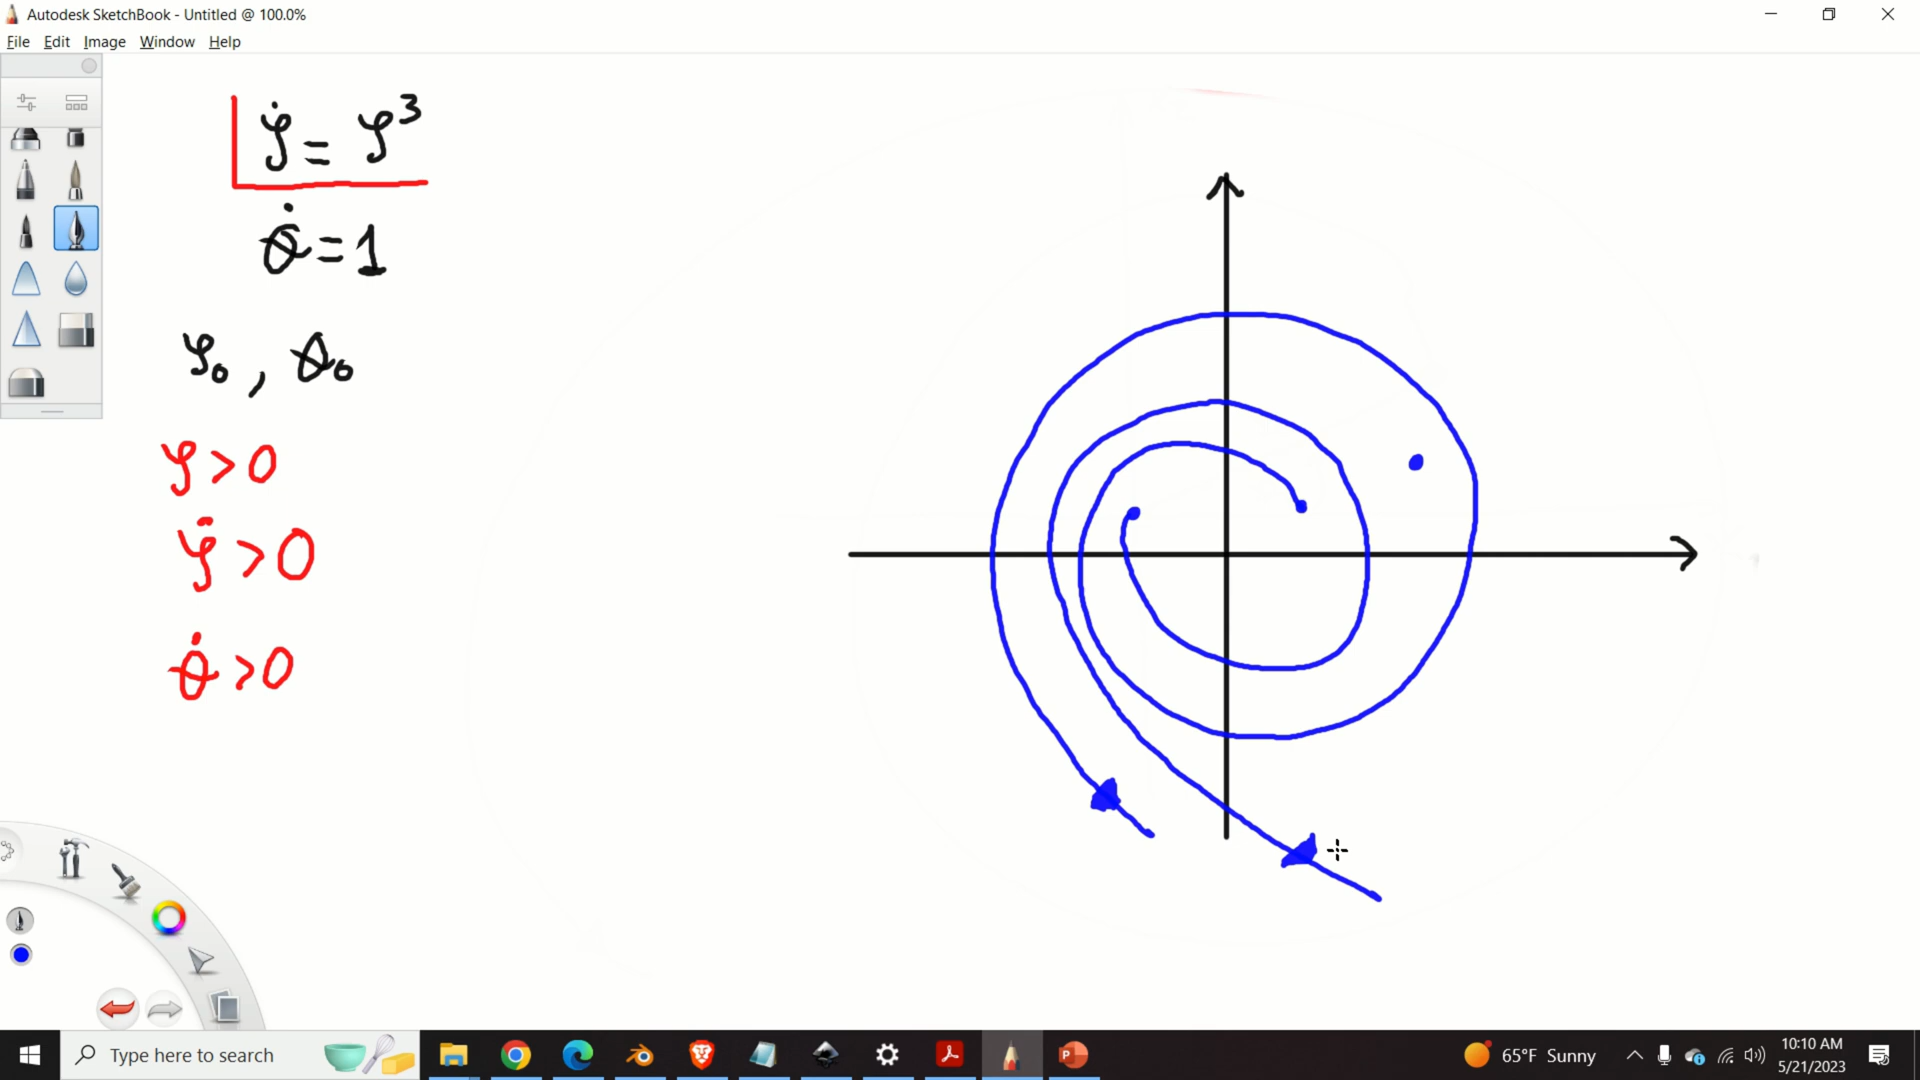 Autodesk SketchBook - Untitled @ 100.0%
File Edit Image Window Help
ρ̇ = ρ³
θ̇ = 1
ρ₀ , θ₀
ρ > 0
ρ̇ > 0
θ̇ > 0
Type here to search
65°F Sunny
10:10 AM
5/21/2023